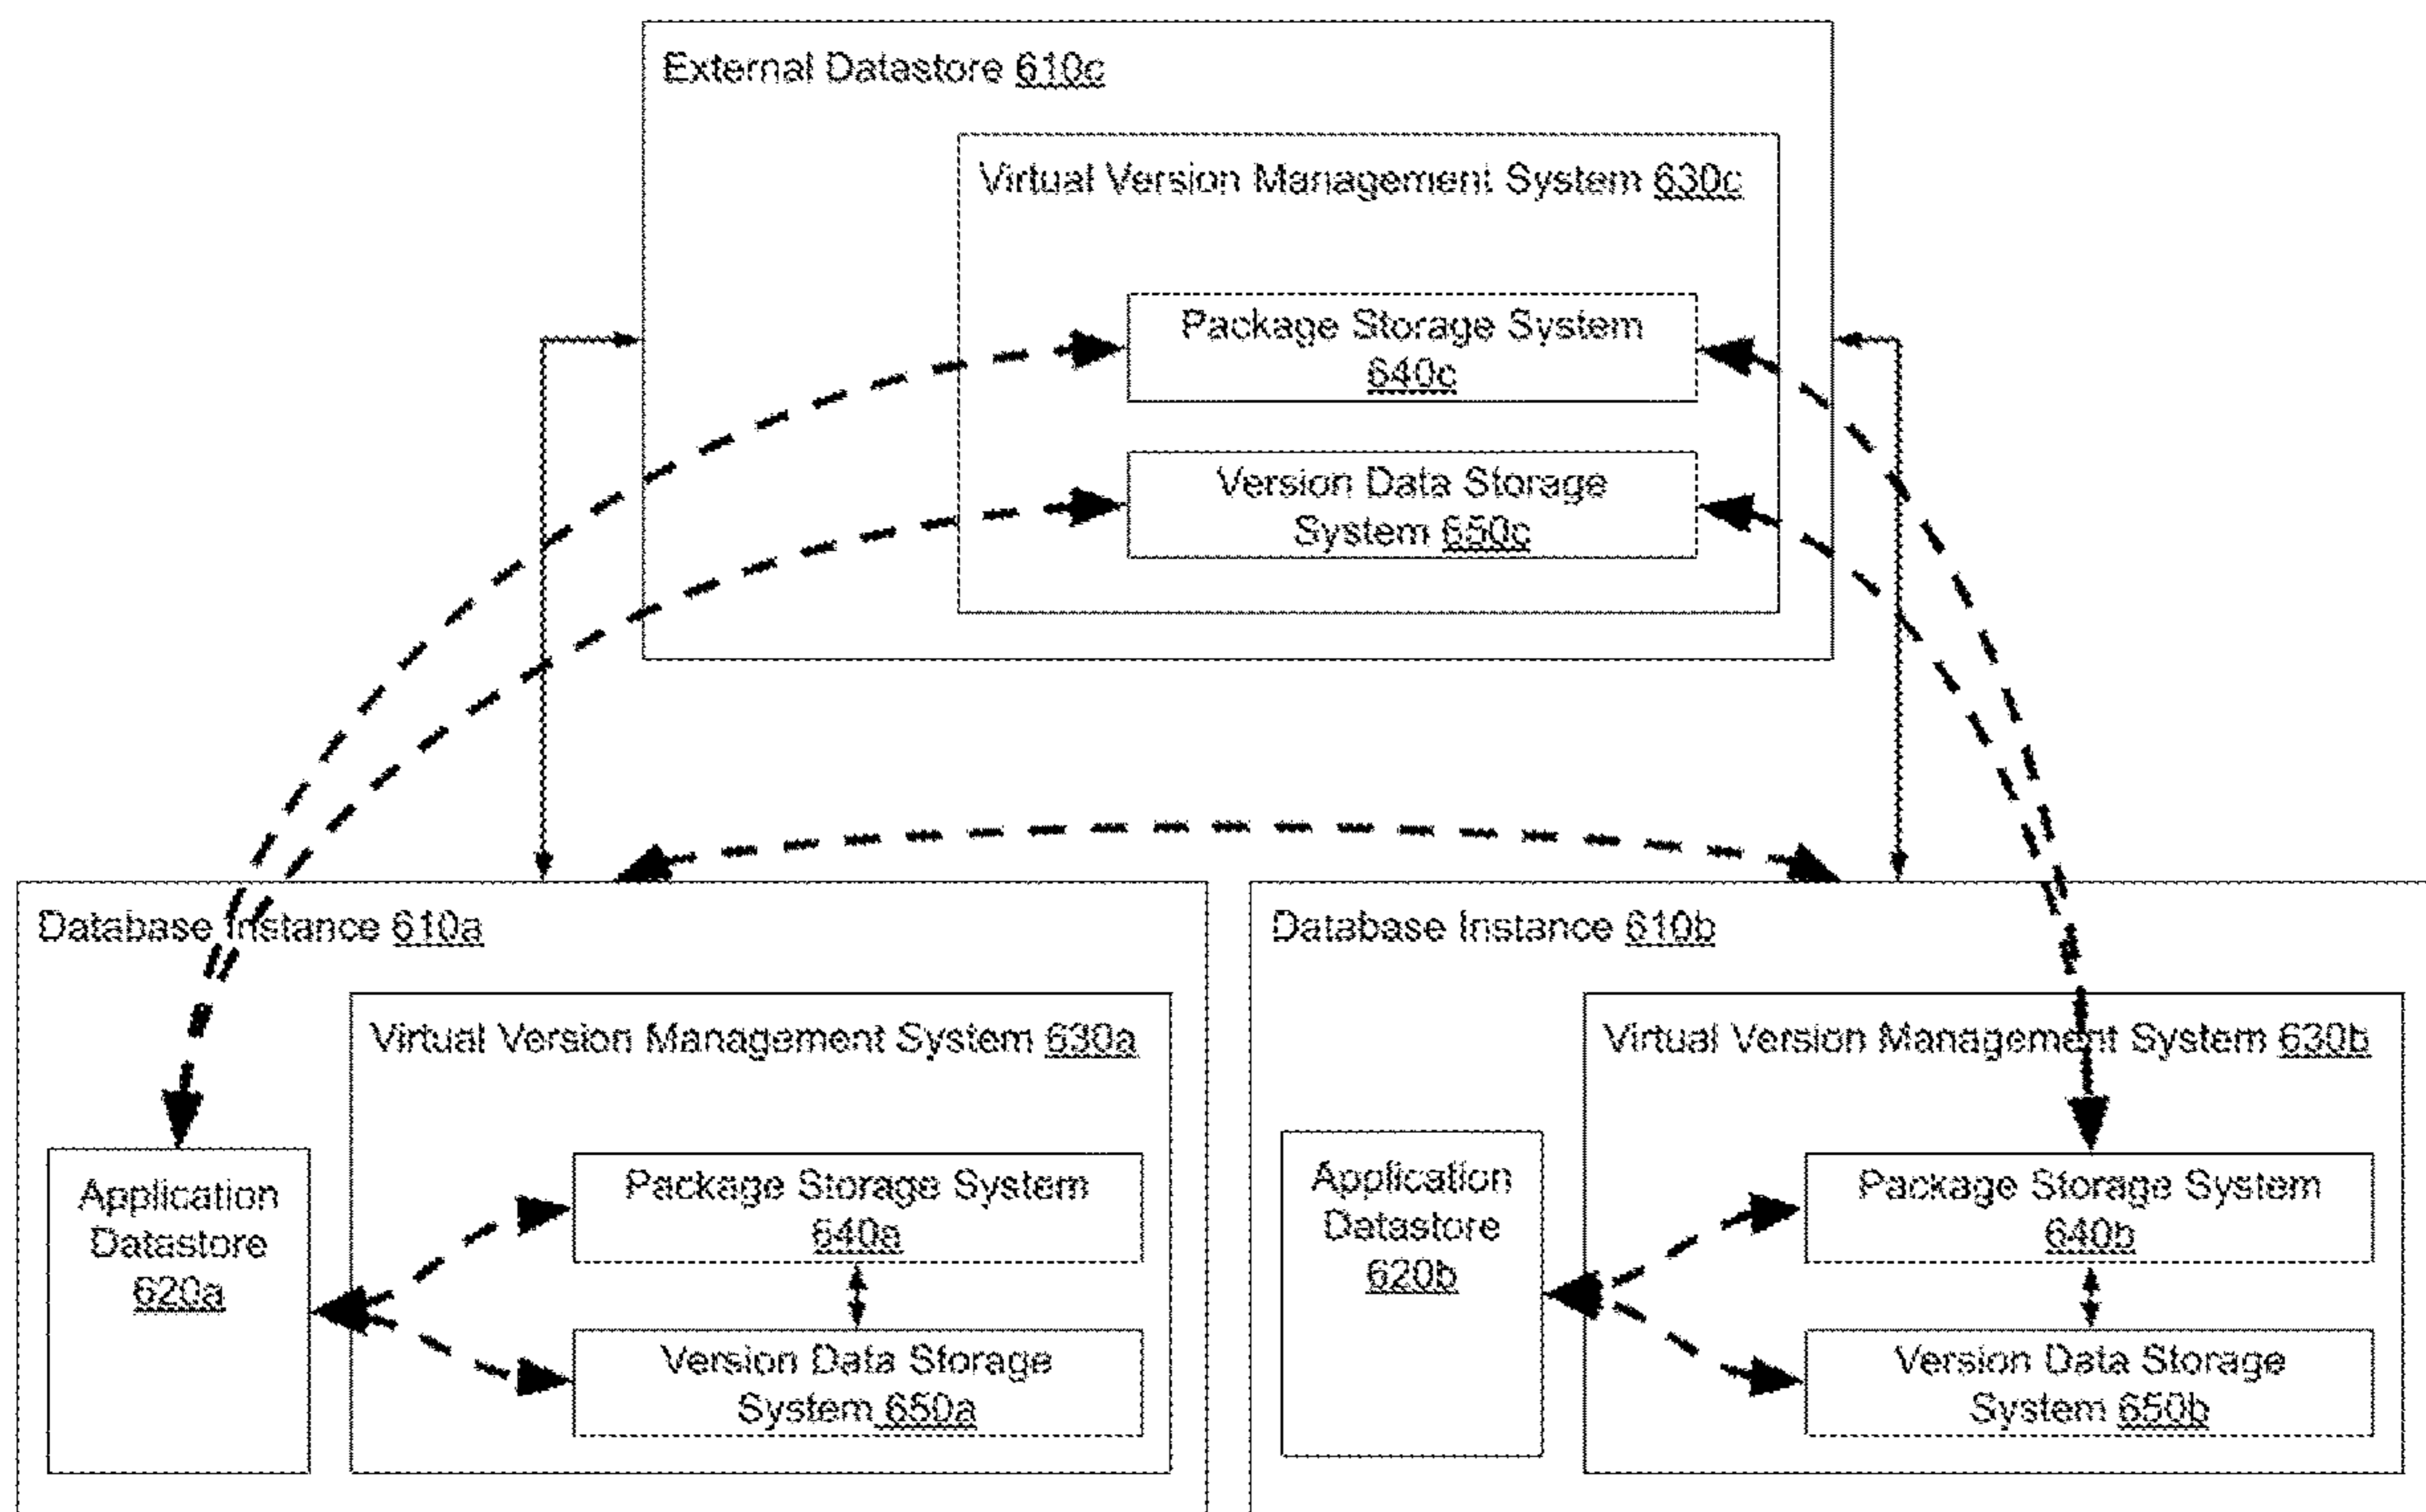 External Datastore 610c
Virtual Version Management System 630c
Package Storage System
640c
Version Data Storage
System 650c
Database Instance 610a
Virtual Version Management System 630a
Application
Datastore
620a
Package Storage System
640a
Version Data Storage
System 650a
Database Instance 610b
Virtual Version Management System 630b
Application
Datastore
620b
Package Storage System
640b
Version Data Storage
System 650b